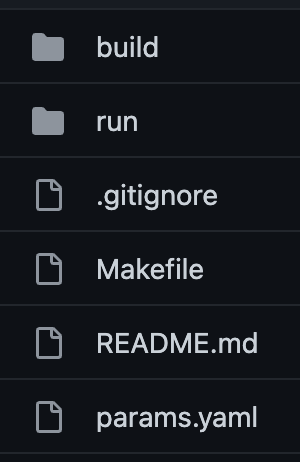 build
run
.gitignore
Makefile
README.md
params.yaml